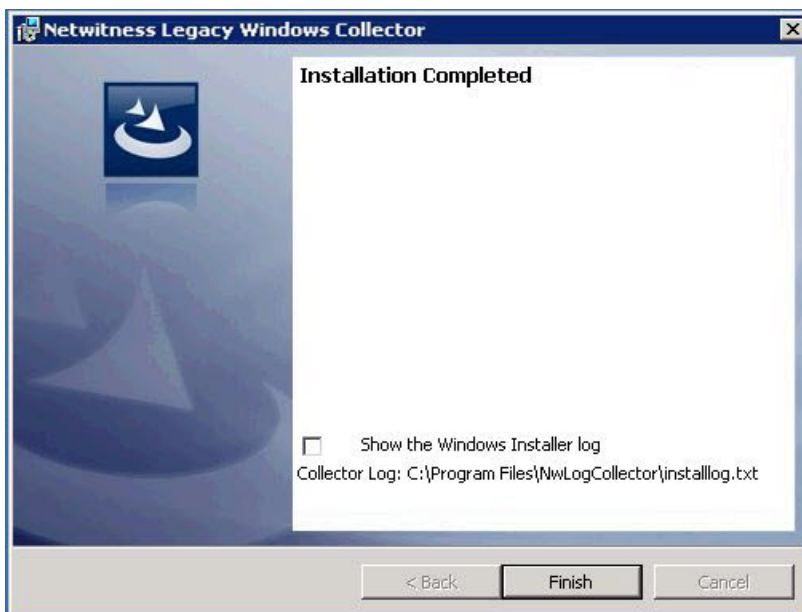 Netwitness Legacy Windows Collector
Installation Completed
Show the Windows Installer log
Collector Log: C:\Program Files\NwLogCollector\installlog.txt
< Back Finish Cancel